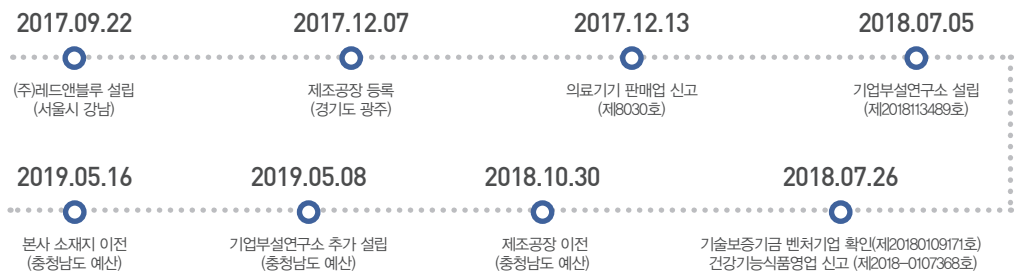 2017.09.22
2017.12.07
2017.12.13
2018.07.05
(주)레드앤블루 설립
(서울시 강남)
제조공장 등록
(경기도 광주)
의료기기 판매업 신고
(제8030호)
기업부설연구소 설립
(제2018113489호)
2019.05.16
2019.05.08
2018.10.30
2018.07.26
본사 소재지 이전
(충청남도 예산)
기업부설연구소 추가 설립
(충청남도 예산)
제조공장 이전
(충청남도 예산)
기술보증기금 벤처기업 확인(제20180109171호)
건강기능식품영업 신고 (제2018-0107368호)